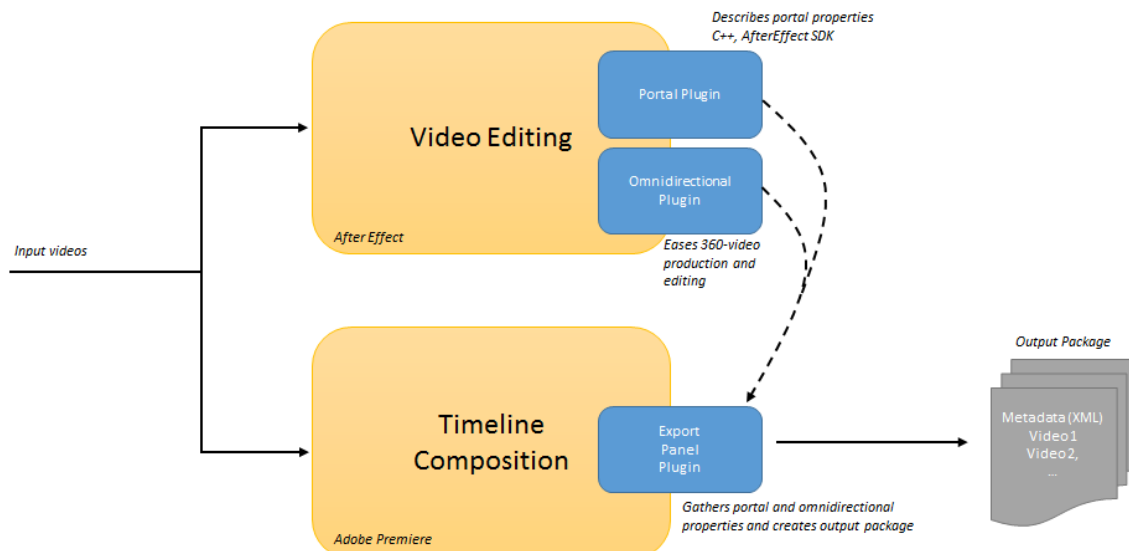 Describes portal properties
C++, AfterEffect SDK
Portal Plugin
Video Editing
Omnidirectional
Plugin
After Effect
Eases 360-video
production and
editing
Input videos
Output Package
Metadata (XML)
Video1
Video2,
...
Timeline
Composition
Export
Panel
Plugin
Gathers portal and omnidirectional
properties and creates output package
Adobe Premiere